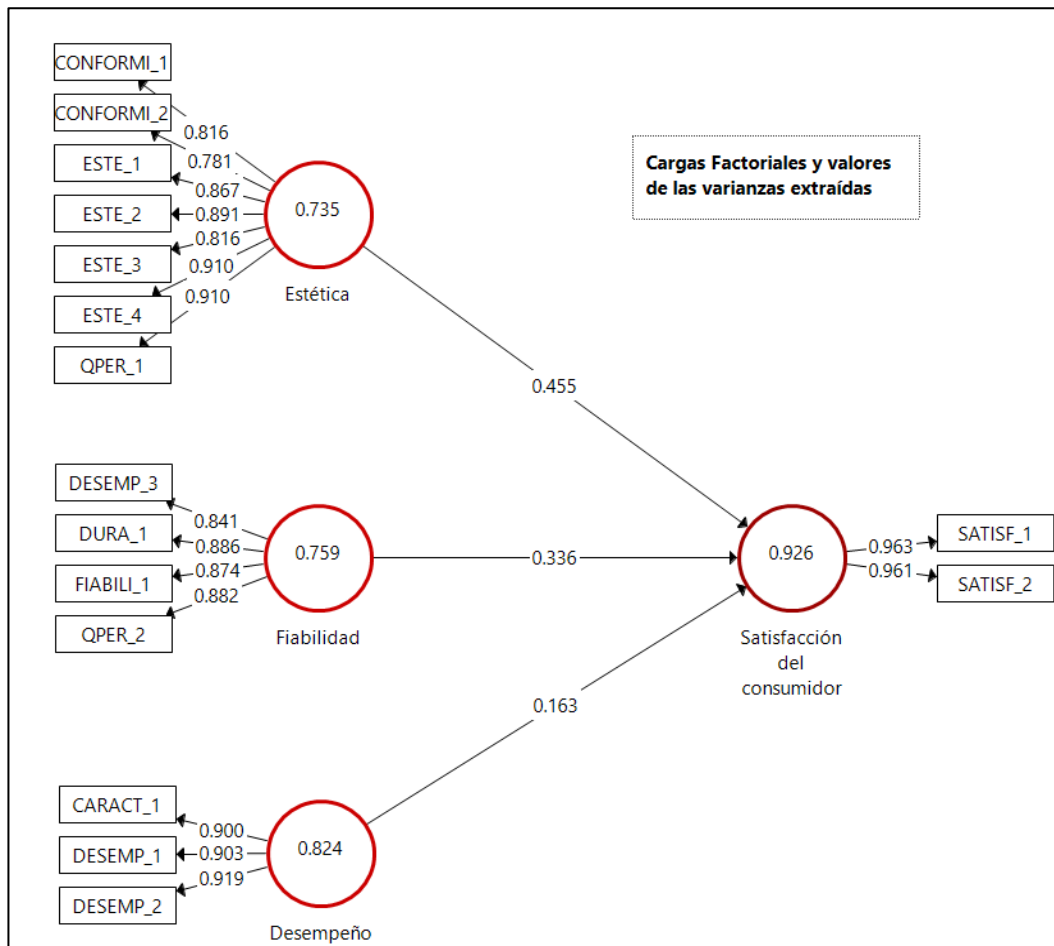 CONFORMI_1
CONFORMI_2
ESTE_1
ESTE_2
ESTE_3
ESTE_4
QPER_1
0.816
0.781
0.867
0.891
0.816
0.910
0.910
0.735
Estética
Cargas Factoriales y valores
de las varianzas extraídas
0.455
DESEMP_3
DURA_1
FIABILI_1
QPER_2
0.841
0.886
0.874
0.882
0.759
Fiabilidad
0.336
0.926
Satisfacción
del
consumidor
0.963
0.961
SATISF_1
SATISF_2
0.163
CARACT_1
DESEMP_1
DESEMP_2
0.900
0.903
0.919
0.824
Desempeño